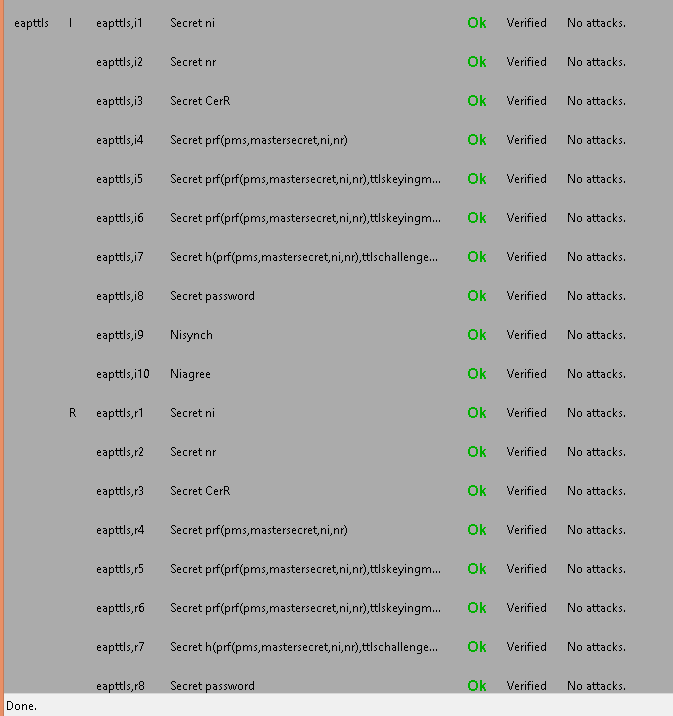 eapttls I eapttls,i1 Secret ni Ok Verified No attacks.
eapttls,i2 Secret nr Ok Verified No attacks.
eapttls,i3 Secret CerR Ok Verified No attacks.
eapttls,i4 Secret prf(pms,mastersecret,ni,nr) Ok Verified No attacks.
eapttls,i5 Secret prf(prf(pms,mastersecret,ni,nr),ttlskeyingm... Ok Verified No attacks.
eapttls,i6 Secret prf(prf(pms,mastersecret,ni,nr),ttlskeyingm... Ok Verified No attacks.
eapttls,i7 Secret h(prf(pms,mastersecret,ni,nr),ttlschallenge... Ok Verified No attacks.
eapttls,i8 Secret password Ok Verified No attacks.
eapttls,i9 Nisynch Ok Verified No attacks.
eapttls,i10 Niagree Ok Verified No attacks.
R eapttls,r1 Secret ni Ok Verified No attacks.
eapttls,r2 Secret nr Ok Verified No attacks.
eapttls,r3 Secret CerR Ok Verified No attacks.
eapttls,r4 Secret prf(pms,mastersecret,ni,nr) Ok Verified No attacks.
eapttls,r5 Secret prf(prf(pms,mastersecret,ni,nr),ttlskeyingm... Ok Verified No attacks.
eapttls,r6 Secret prf(prf(pms,mastersecret,ni,nr),ttlskeyingm... Ok Verified No attacks.
eapttls,r7 Secret h(prf(pms,mastersecret,ni,nr),ttlschallenge... Ok Verified No attacks.
eapttls,r8 Secret password Ok Verified No attacks.
Done.